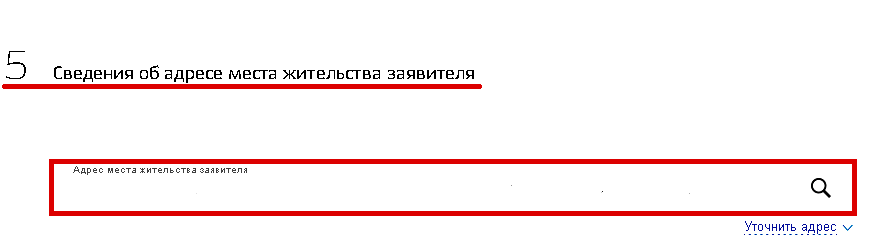 5 Сведения об адресе места жительства заявителя
Адрес места жительства заявителя
Уточнить адрес